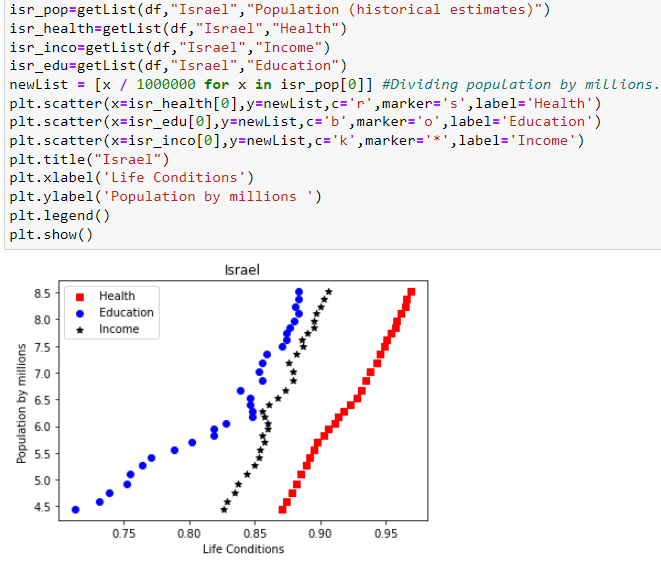 isr_pop=getList(df,"Israel","Population (historical estimates)")
isr_health=getList(df,"Israel","Health")
isr_inco=getList(df,"Israel","Income")
isr_edu=getList(df,"Israel","Education")
newList = [x / 1000000 for x in isr_pop[0]] #Dividing population by millions.
plt.scatter(x=isr_health[0],y=newList,c='r',marker='s',label='Health')
plt.scatter(x=isr_edu[0],y=newList,c='b',marker='o',label='Education')
plt.scatter(x=isr_inco[0],y=newList,c='k',marker='*',label='Income')
plt.title("Israel")
plt.xlabel('Life Conditions')
plt.ylabel('Population by millions ')
plt.legend()
plt.show()
Israel
Health
Education
Income
Population by millions
8.5
8.0
7.5
7.0
6.5
6.0
5.5
5.0
4.5
0.75 0.80 0.85 0.90 0.95
Life Conditions